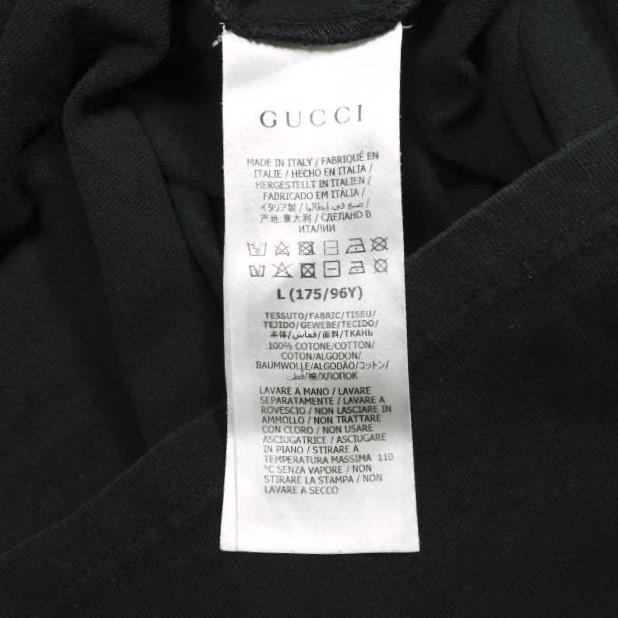 GUCCI
MADE IN ITALY / FABRIQUÉ EN
ITALIE / HECHO EN ITALIA /
HERGESTELLT IN ITALIEN /
FABRICADO EM ITÁLIA /
イタリア製 / صنع في إيطاليا /
产地: 意大利 / СДЕЛАНО В
ИТАЛИИ
L (175/96Y)
TESSUTO/FABRIC/TISSU/
TEJIDO/GEWEBE/TECIDO/
本体/قماش/面料/ТКАНЬ
100% COTONE/COTTON/
COTON/ALGODON/
BAUMWOLLE/ALGODÃO/コットン/
قطن/棉/ХЛОПОК
LAVARE A MANO / LAVARE
SEPARATAMENTE / LAVARE A
ROVESCIO / NON LASCIARE IN
AMMOLLO / NON TRATTARE
CON CLORO / NON USARE
ASCIUGATRICE / ASCIUGARE
IN PIANO / STIRARE A
TEMPERATURA MASSIMA 110
°C SENZA VAPORE / NON
STIRARE LA STAMPA / NON
LAVARE A SECCO